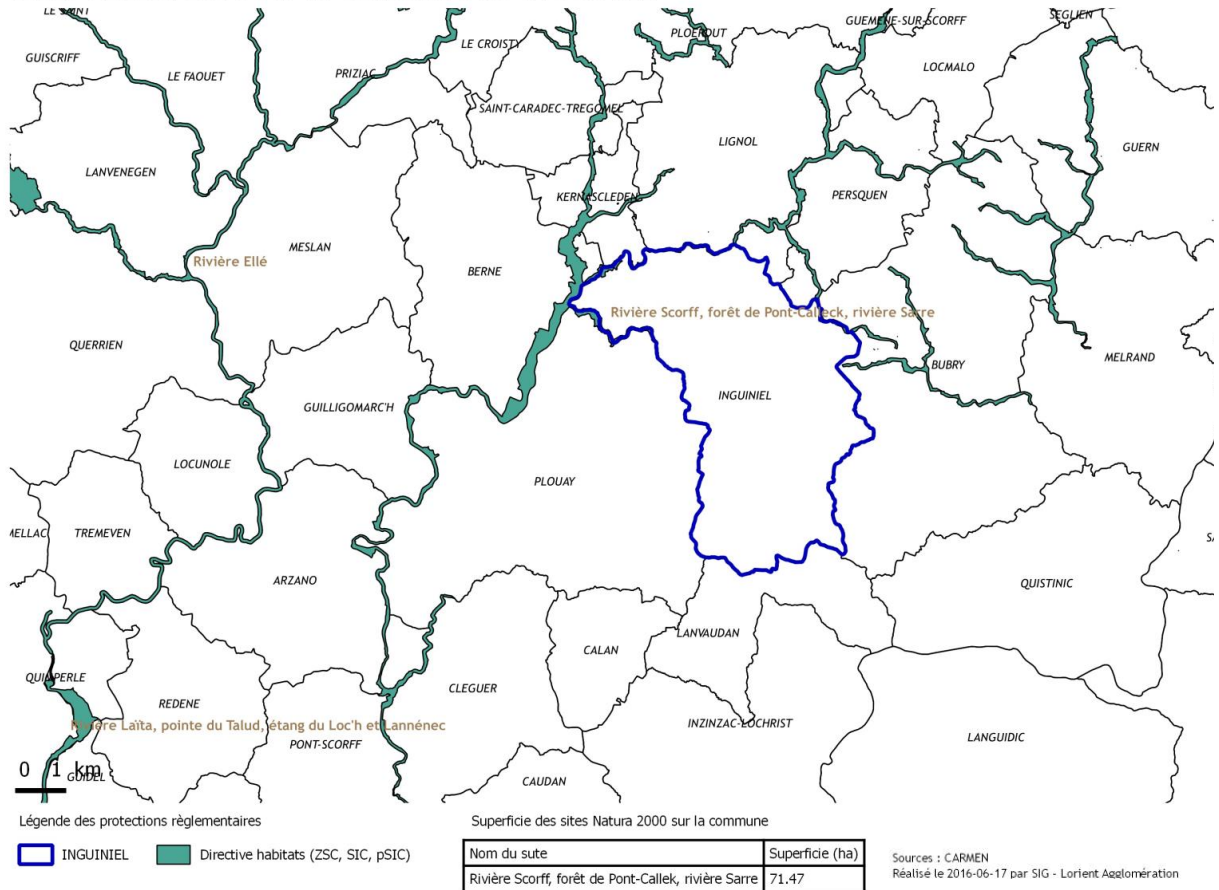 LE SAINT
GUISCRIFF
LE FAOUET
PRIZIAC
LE CROISTY
PLOERDUT
GUEMENE-SUR-SCORFF
SEGLIEN
LOCMALO
SAINT-CARADEC-TREGOMEL
LIGNOL
GUERN
LANVENEGEN
KERNASCLEDEN
PERSQUEN
MESLAN
Rivière Ellé
BERNE
Rivière Scorff, forêt de Pont-Calleck, rivière Sarre
QUERRIEN
MELRAND
BUBRY
INGUINIEL
GUILLIGOMARC'H
LOCUNOLE
PLOUAY
TREMEVEN
MELLAC
ARZANO
QUISTINIC
LANVAUDAN
CALAN
QUIMPERLE
CLEGUER
REDENE
Rivière Laïta, pointe du Talud, étang du Loc'h et Lannénec
INZINZAC-LOCHRIST
LANGUIDIC
PONT-SCORFF
GUIDEL
CAUDAN
0 1 km
Légende des protections règlementaires
INGUINIEL
Directive habitats (ZSC, SIC, pSIC)
Superficie des sites Natura 2000 sur la commune
Nom du sute Superficie (ha)
Rivière Scorff, forêt de Pont-Callek, rivière Sarre 71.47
Sources : CARMEN
Réalisé le 2016-06-17 par SIG - Lorient Agglomération